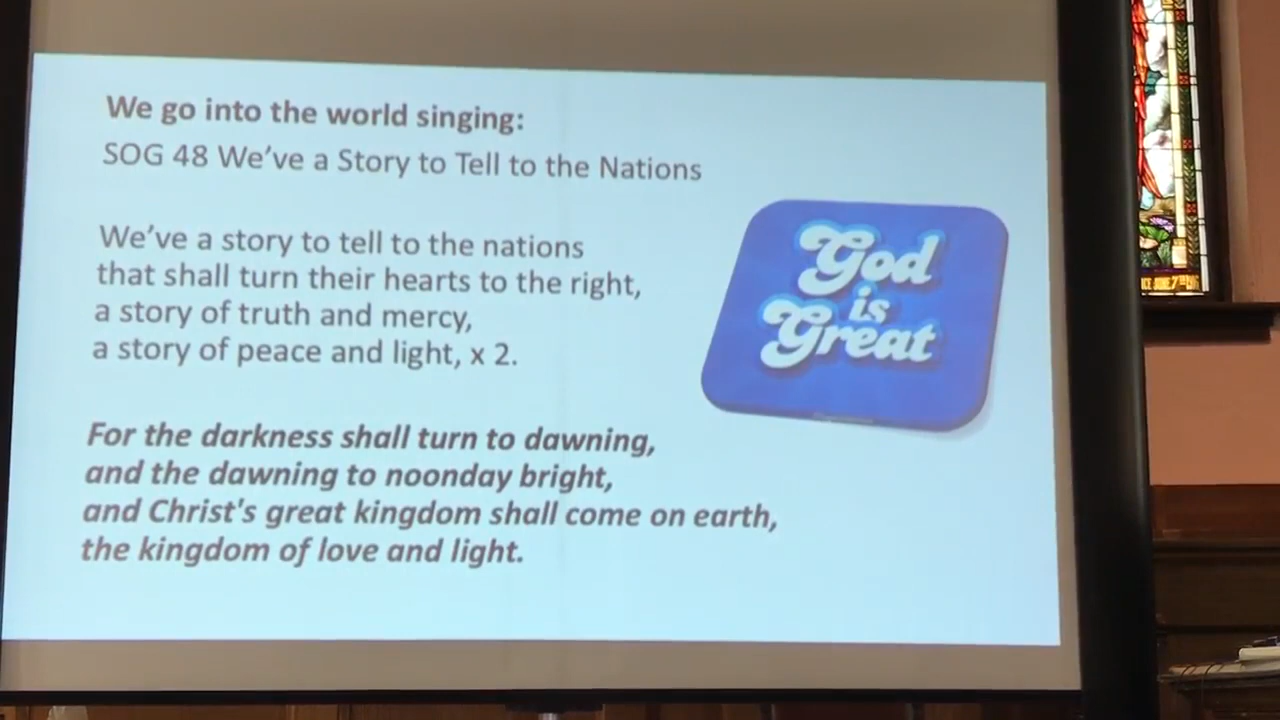 We go into the world singing:
SOG 48 We've a Story to Tell to the Nations
We've a story to tell to the nations
that shall turn their hearts to the right,
a story of truth and mercy,
a story of peace and light, x 2.
For the darkness shall turn to dawning,
and the dawning to noonday bright,
and Christ's great kingdom shall come on earth,
the kingdom of love and light.
God
is
Great